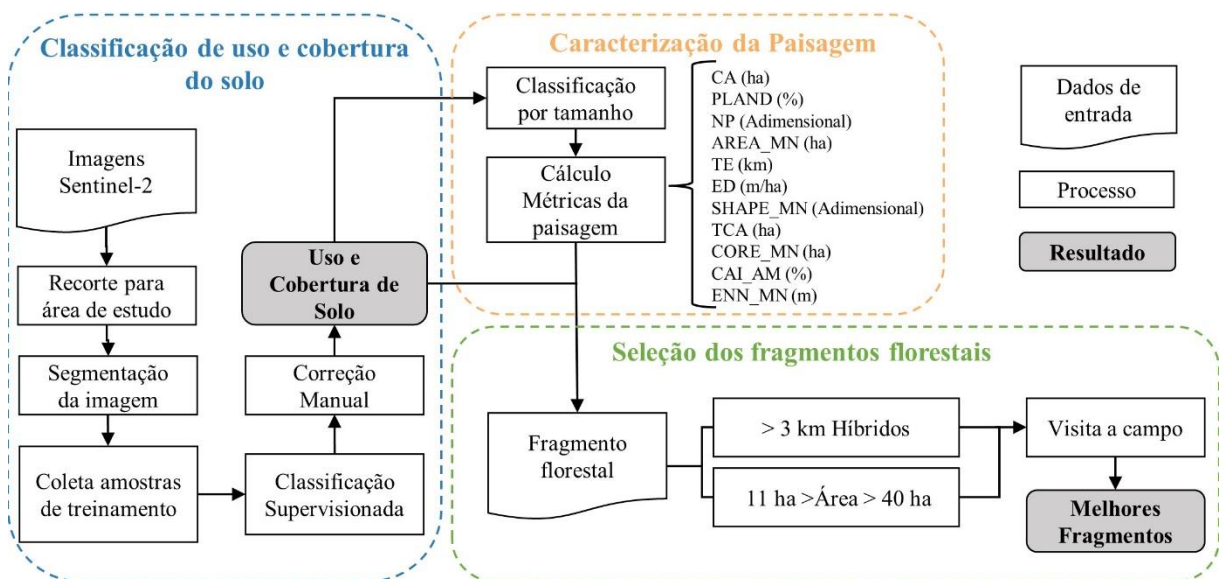 Classificação de uso e cobertura
do solo
Imagens
Sentinel-2
Recorte para
área de estudo
Segmentação
da imagem
Coleta amostras
de treinamento
Classificação
Supervisionada
Correção
Manual
Uso e
Cobertura de
Solo
Caracterização da Paisagem
Classificação
por tamanho
Cálculo
Métricas da
paisagem
CA (ha)
PLAND (%)
NP (Adimensional)
AREA_MN (ha)
TE (km)
ED (m/ha)
SHAPE_MN (Adimensional)
TCA (ha)
CORE_MN (ha)
CAI_AM (%)
ENN_MN (m)
Dados de
entrada
Processo
Resultado
Seleção dos fragmentos florestais
Fragmento
florestal
> 3 km Híbridos
11 ha >Área > 40 ha
Visita a campo
Melhores
Fragmentos